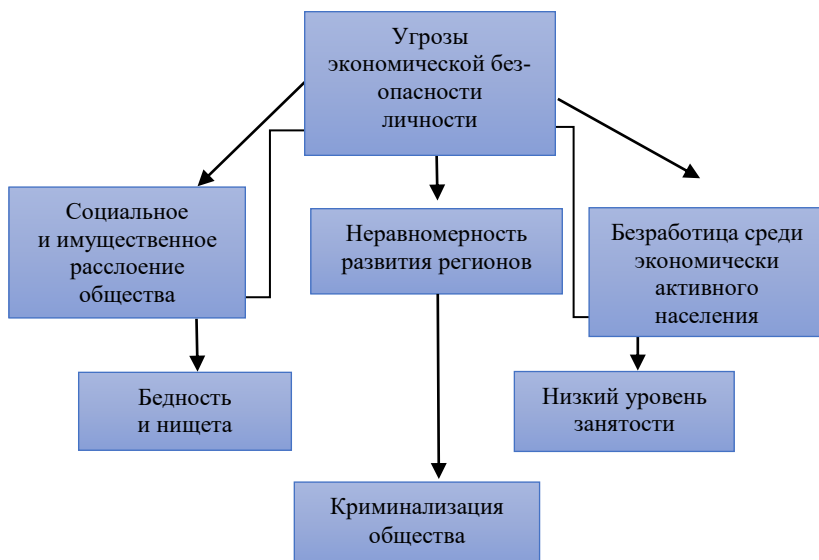 Угрозы
экономической без-
опасности
личности
Социальное
и имущественное
расслоение
общества
Неравномерность
развития регионов
Безработица среди
экономически
активного
населения
Бедность
и нищета
Низкий уровень
занятости
Криминализация
общества